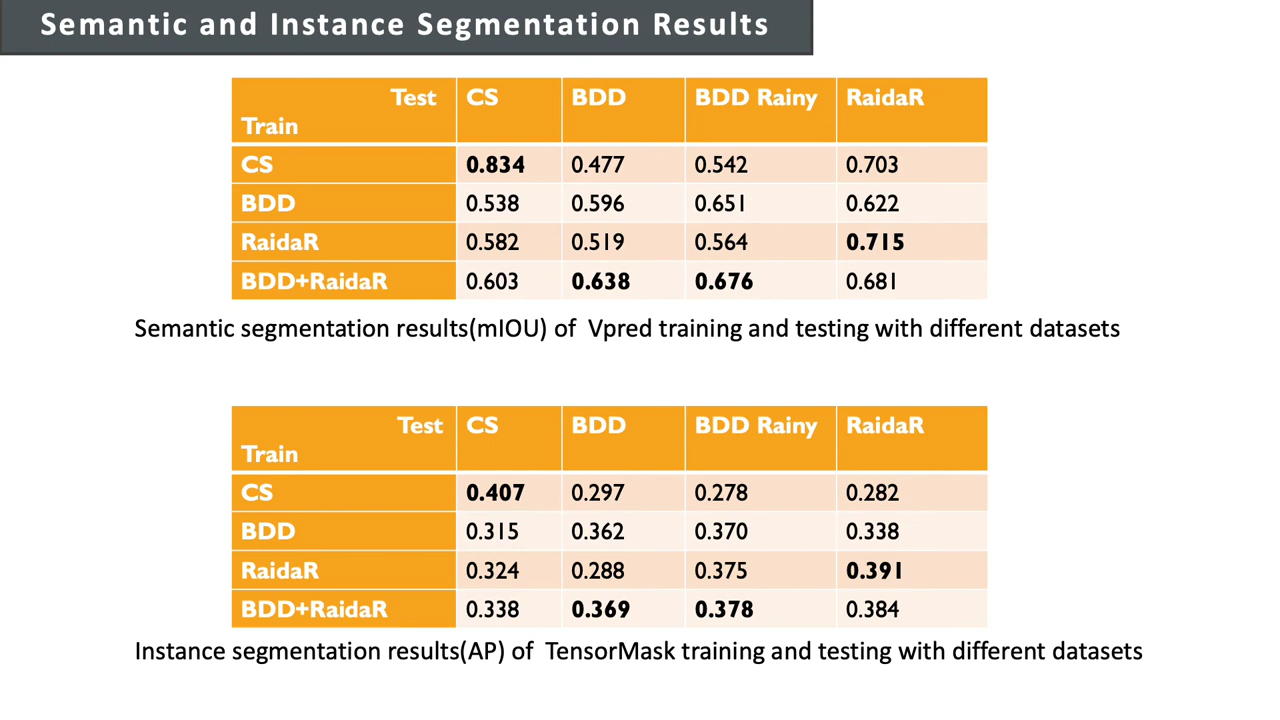 Semantic and Instance Segmentation Results
Test CS BDD BDD Rainy RaidaR
Train
CS 0.834 0.477 0.542 0.703
BDD 0.538 0.596 0.651 0.622
RaidaR 0.582 0.519 0.564 0.715
BDD+RaidaR 0.603 0.638 0.676 0.681
Semantic segmentation results(mIOU) of Vpred training and testing with different datasets
Test CS BDD BDD Rainy RaidaR
Train
CS 0.407 0.297 0.278 0.282
BDD 0.315 0.362 0.370 0.338
RaidaR 0.324 0.288 0.375 0.391
BDD+RaidaR 0.338 0.369 0.378 0.384
Instance segmentation results(AP) of TensorMask training and testing with different datasets